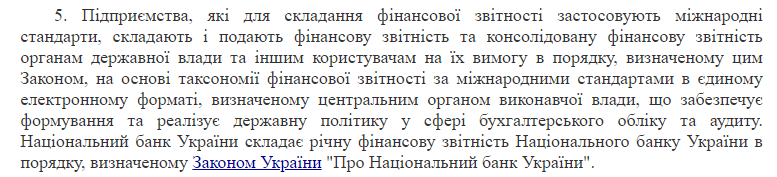 5. Підприємства, які для складання фінансової звітності застосовують міжнародні
стандарти, складають і подають фінансову звітність та консолідовану фінансову звітність
органам державної влади та іншим користувачам на їх вимогу в порядку, визначеному цим
Законом, на основі таксономії фінансової звітності за міжнародними стандартами в єдиному
електронному форматі, визначеному центральним органом виконавчої влади, що забезпечує
формування та реалізує державну політику у сфері бухгалтерського обліку та аудиту.
Національний банк України складає річну фінансову звітність Національного банку України в
порядку, визначеному Законом України "Про Національний банк України".